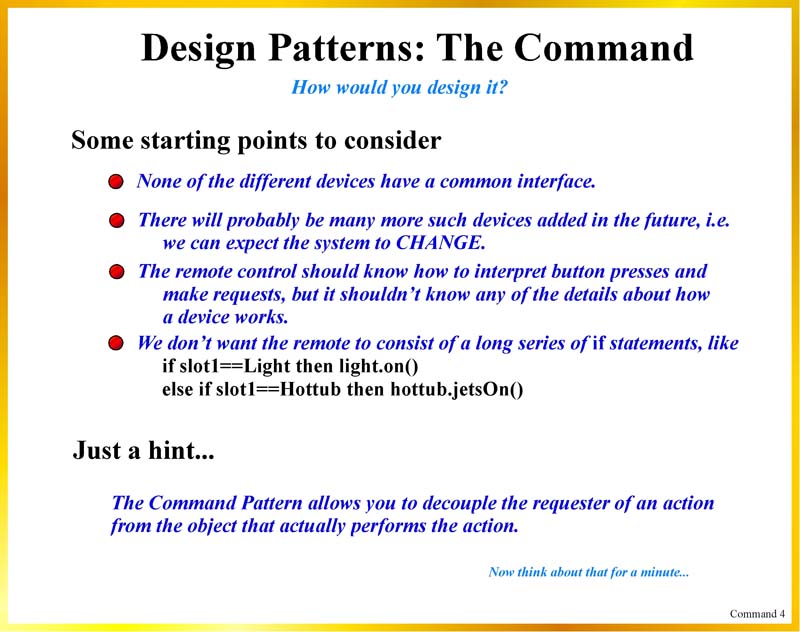 Design Patterns: The Command
How would you design it?
Some starting points to consider
None of the different devices have a common interface.
There will probably be many more such devices added in the future, i.e.
we can expect the system to CHANGE.
The remote control should know how to interpret button presses and
make requests, but it shouldn’t know any of the details about how
a device works.
We don’t want the remote to consist of a long series of if statements, like
if slot1==Light then light.on()
else if slot1==Hottub then hottub.jetsOn()
Just a hint...
The Command Pattern allows you to decouple the requester of an action
from the object that actually performs the action.
Now think about that for a minute...
Command 4